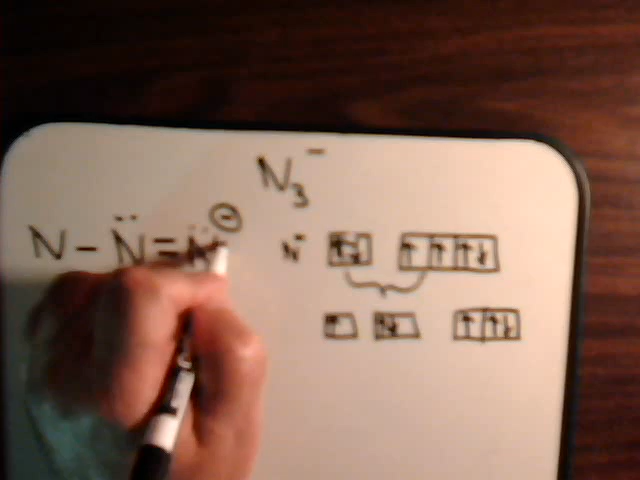 N₃⁻
N - N̈ = N̈ ⊖
N⁻ ↑↓ ↑ ↑ ↑↓
↑ ↑↓ ↑ ↑↓